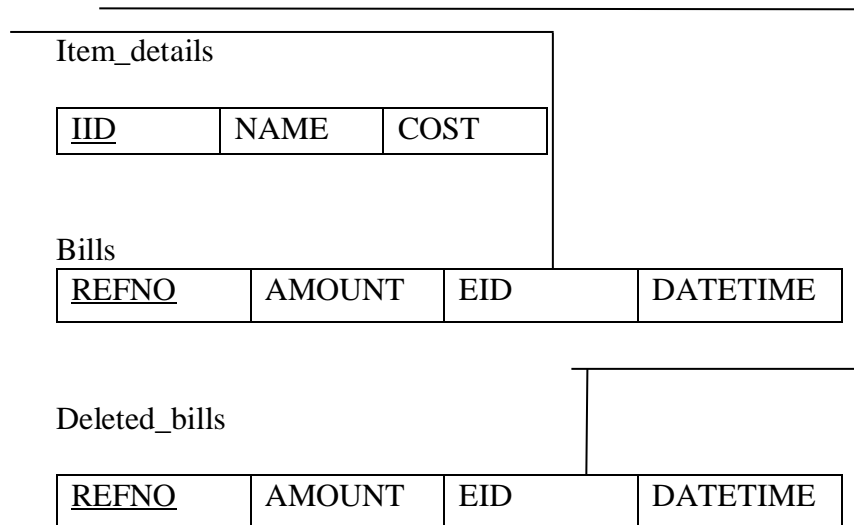 Item_details
IID NAME COST
Bills
REFNO AMOUNT EID DATETIME
Deleted_bills
REFNO AMOUNT EID DATETIME